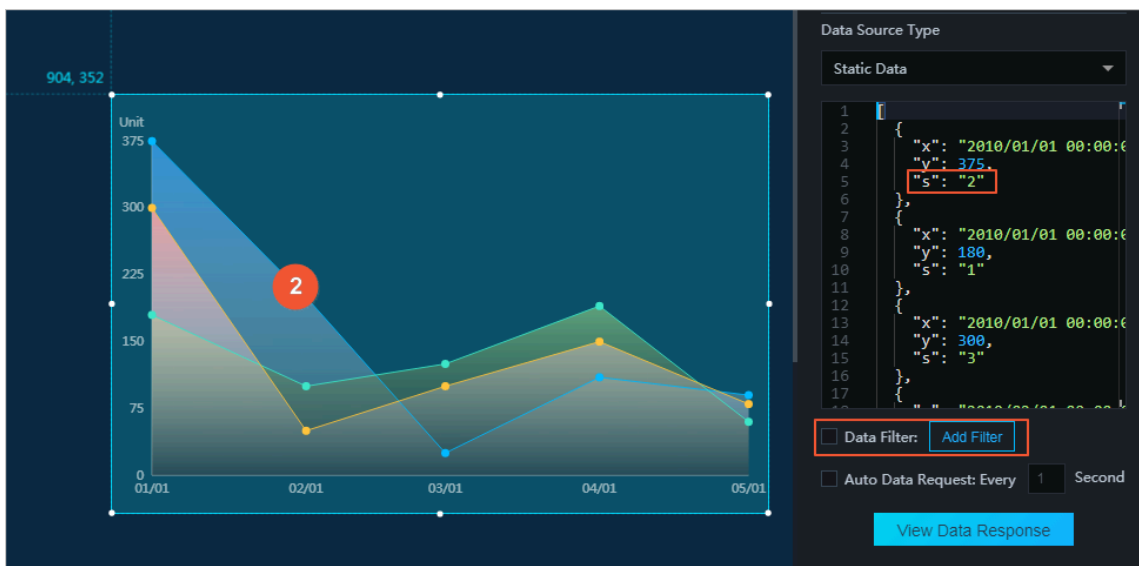 904, 352
Unit
375
300
225
150
75
0
01/01
02/01
03/01
04/01
05/01
2
Data Source Type
Static Data
1 [
2 {
3 "x": "2010/01/01 00:00:0
4 "y": 375,
5 "s": "2"
6 },
7 {
8 "x": "2010/01/01 00:00:0
9 "y": 180,
10 "s": "1"
11 },
12 {
13 "x": "2010/01/01 00:00:0
14 "y": 300,
15 "s": "3"
16 },
17 {
Data Filter: Add Filter
Auto Data Request: Every 1 Second
View Data Response